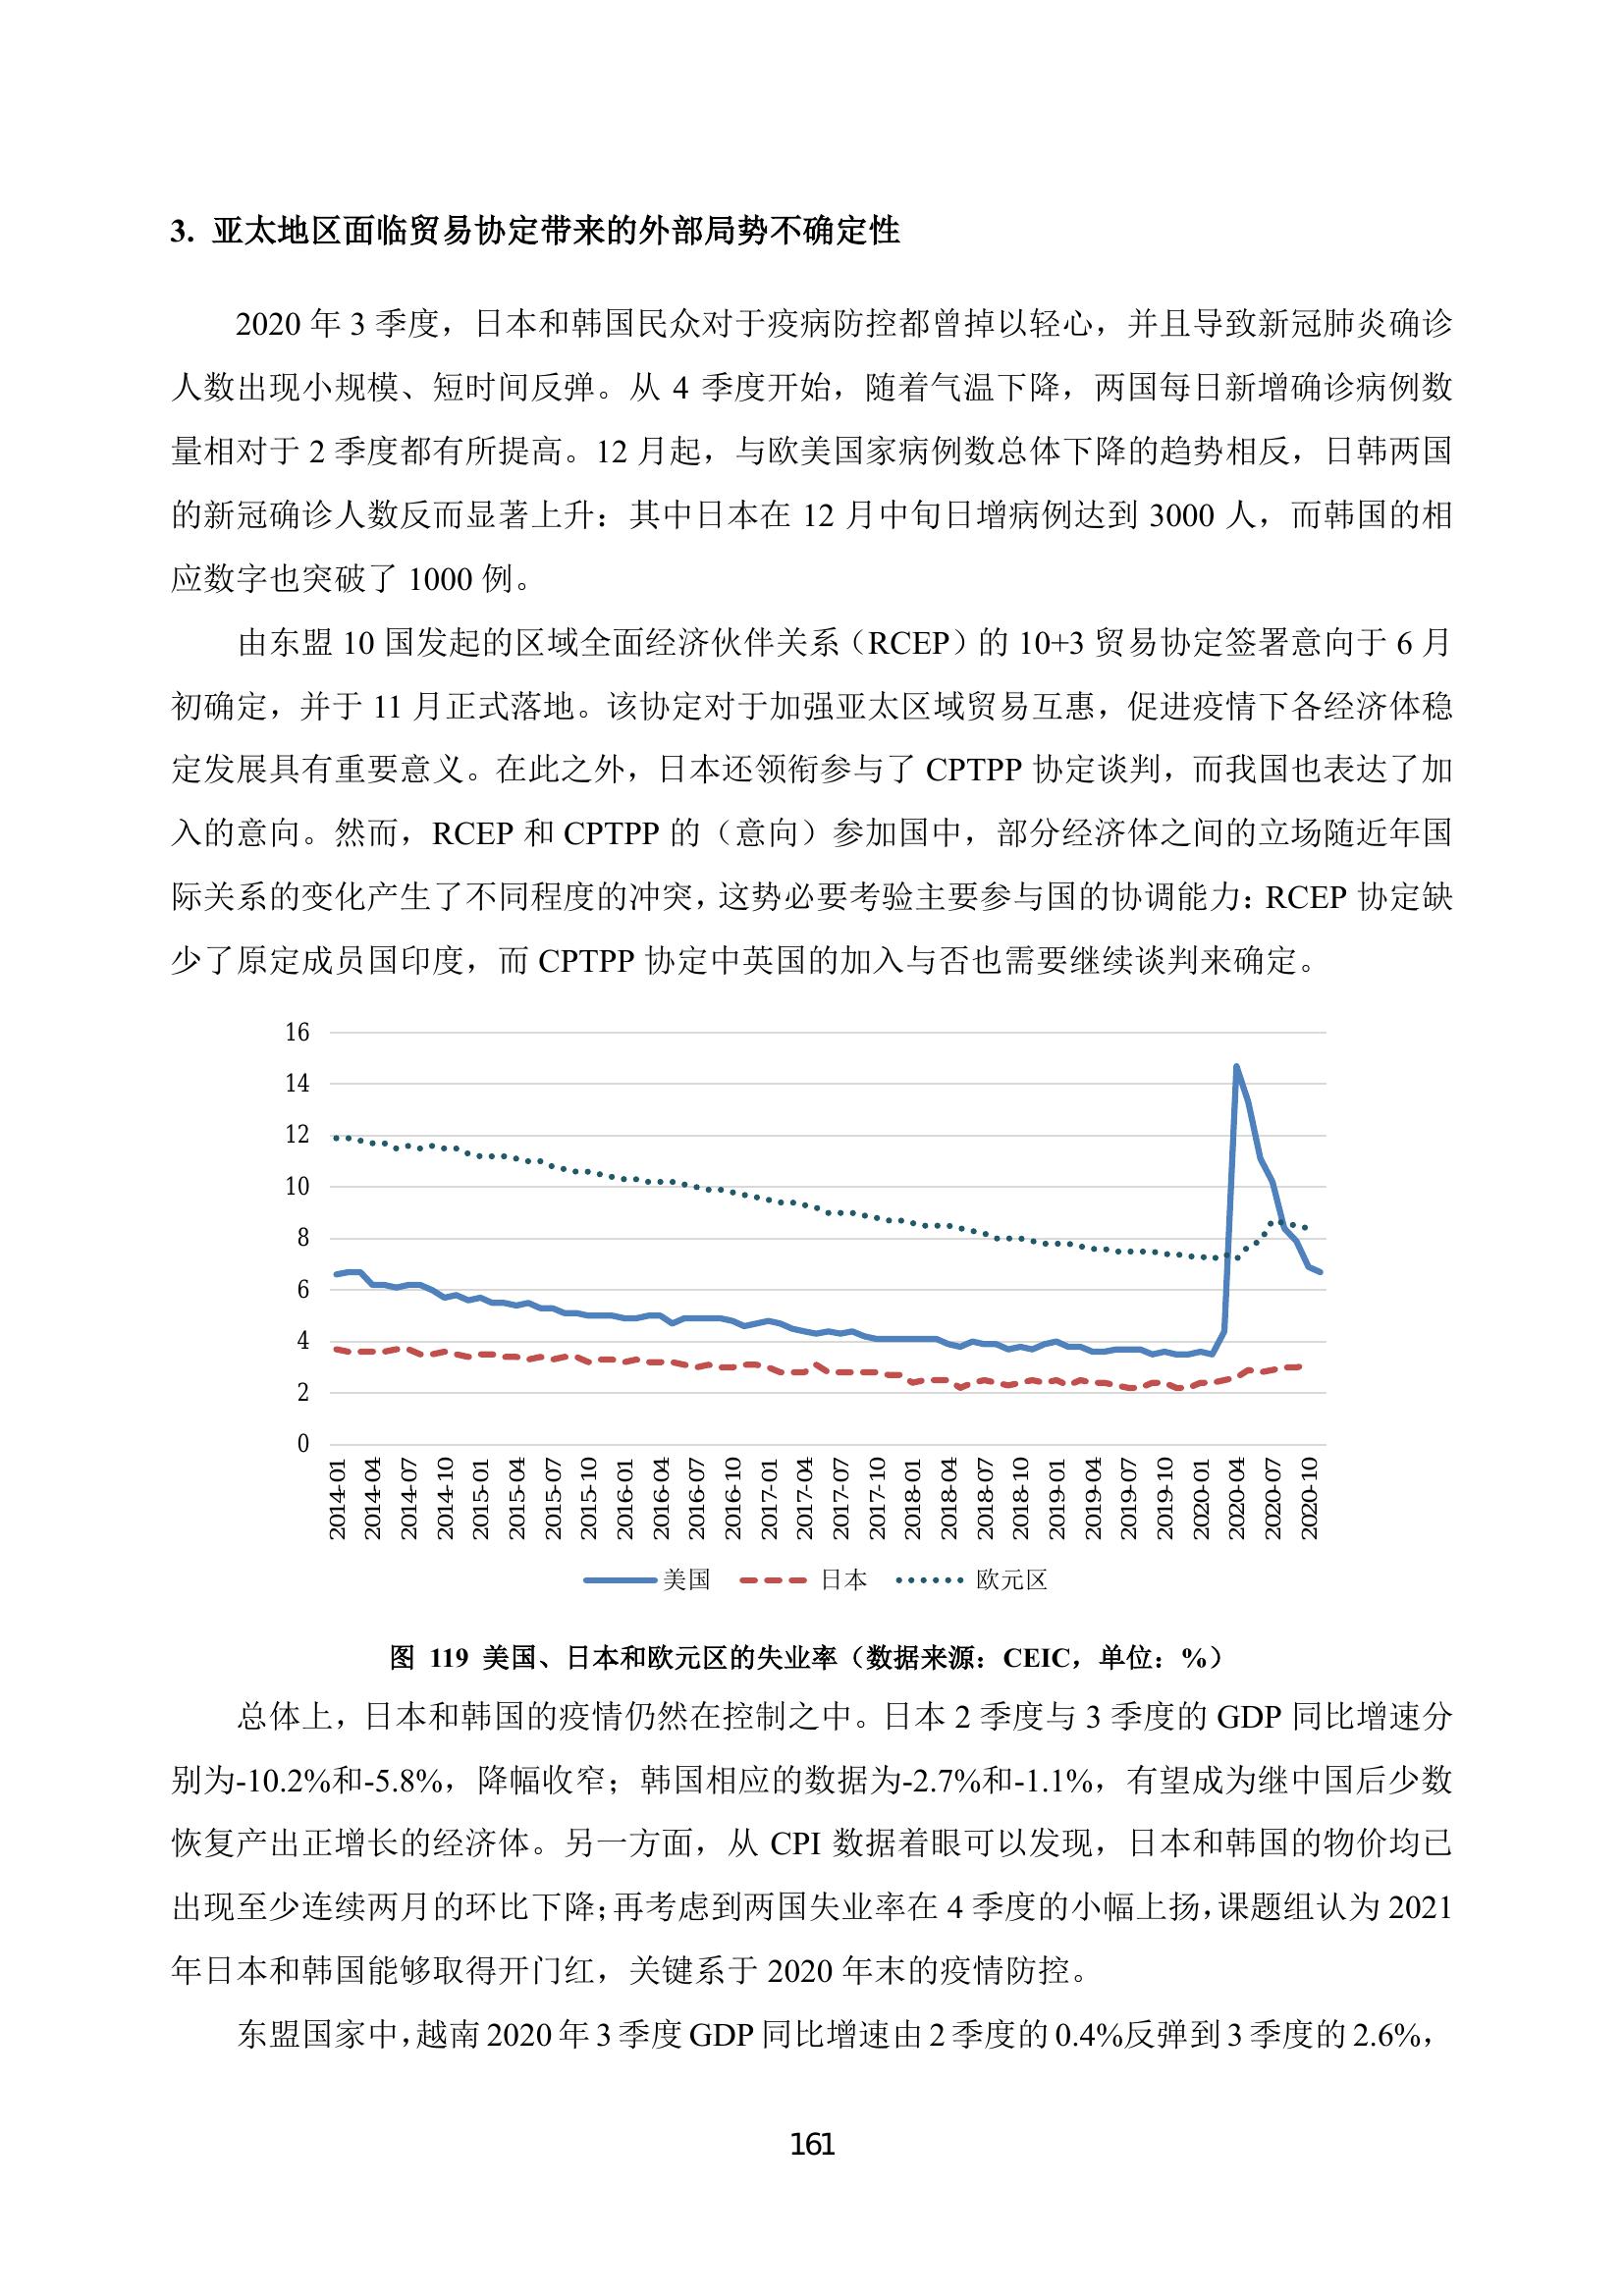 3. 亚太地区面临贸易协定带来的外部局势不确定性
2020 年 3 季度，日本和韩国民众对于疫病防控都曾掉以轻心，并且导致新冠肺炎确诊
人数出现小规模、短时间反弹。从 4 季度开始，随着气温下降，两国每日新增确诊病例数
量相对于 2 季度都有所提高。12 月起，与欧美国家病例数总体下降的趋势相反，日韩两国
的新冠确诊人数反而显著上升：其中日本在 12 月中旬日增病例达到 3000 人，而韩国的相
应数字也突破了 1000 例。
由东盟 10 国发起的区域全面经济伙伴关系（RCEP）的 10+3 贸易协定签署意向于 6 月
初确定，并于 11 月正式落地。该协定对于加强亚太区域贸易互惠，促进疫情下各经济体稳
定发展具有重要意义。在此之外，日本还领衔参与了 CPTPP 协定谈判，而我国也表达了加
入的意向。然而，RCEP 和 CPTPP 的（意向）参加国中，部分经济体之间的立场随近年国
际关系的变化产生了不同程度的冲突，这势必要考验主要参与国的协调能力：RCEP 协定缺
少了原定成员国印度，而 CPTPP 协定中英国的加入与否也需要继续谈判来确定。
16
14
12
10
8
6
4
2
0
2014-01
2014-04
2014-07
2014-10
2015-01
2015-04
2015-07
2015-10
2016-01
2016-04
2016-07
2016-10
2017-01
2017-04
2017-07
2017-10
2018-01
2018-04
2018-07
2018-10
2019-01
2019-04
2019-07
2019-10
2020-01
2020-04
2020-07
2020-10
美国 日本 欧元区
图 119 美国、日本和欧元区的失业率（数据来源：CEIC，单位：%）
总体上，日本和韩国的疫情仍然在控制之中。日本 2 季度与 3 季度的 GDP 同比增速分
别为-10.2%和-5.8%，降幅收窄；韩国相应的数据为-2.7%和-1.1%，有望成为继中国后少数
恢复产出正增长的经济体。另一方面，从 CPI 数据着眼可以发现，日本和韩国的物价均已
出现至少连续两月的环比下降；再考虑到两国失业率在 4 季度的小幅上扬，课题组认为 2021
年日本和韩国能够取得开门红，关键系于 2020 年末的疫情防控。
东盟国家中，越南 2020 年 3 季度 GDP 同比增速由 2 季度的 0.4%反弹到 3 季度的 2.6%，
161